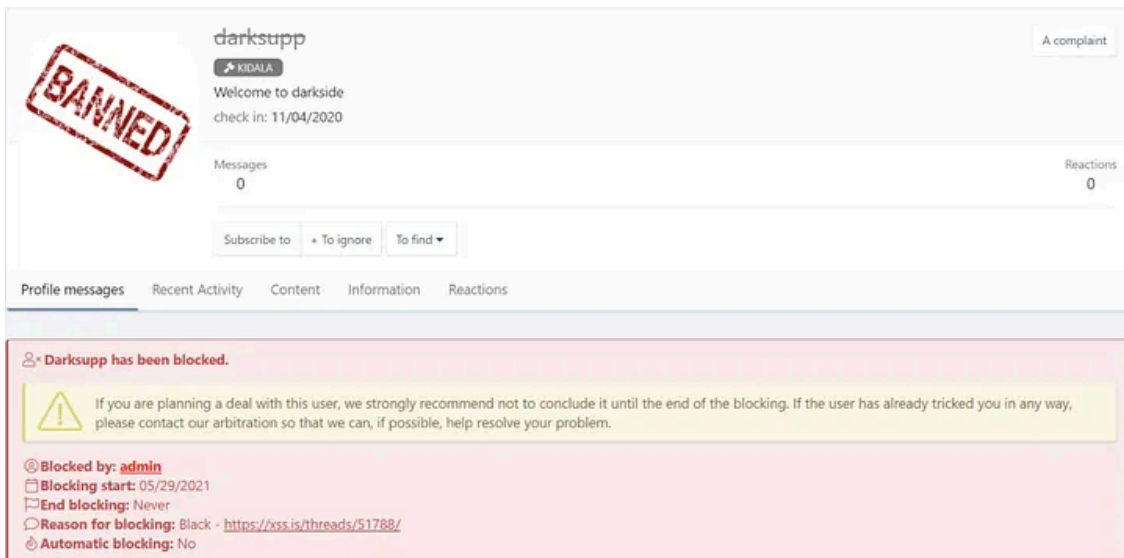 BANNED
darksupp
KIDALA
Welcome to darkside
check in: 11/04/2020
A complaint
Messages
0
Reactions
0
Subscribe to + To ignore To find
Profile messages Recent Activity Content Information Reactions
Darksupp has been blocked.
If you are planning a deal with this user, we strongly recommend not to conclude it until the end of the blocking. If the user has already tricked you in any way,
please contact our arbitration so that we can, if possible, help resolve your problem.
Blocked by: admin
Blocking start: 05/29/2021
End blocking: Never
Reason for blocking: Black - https://xss.is/threads/51788/
Automatic blocking: No